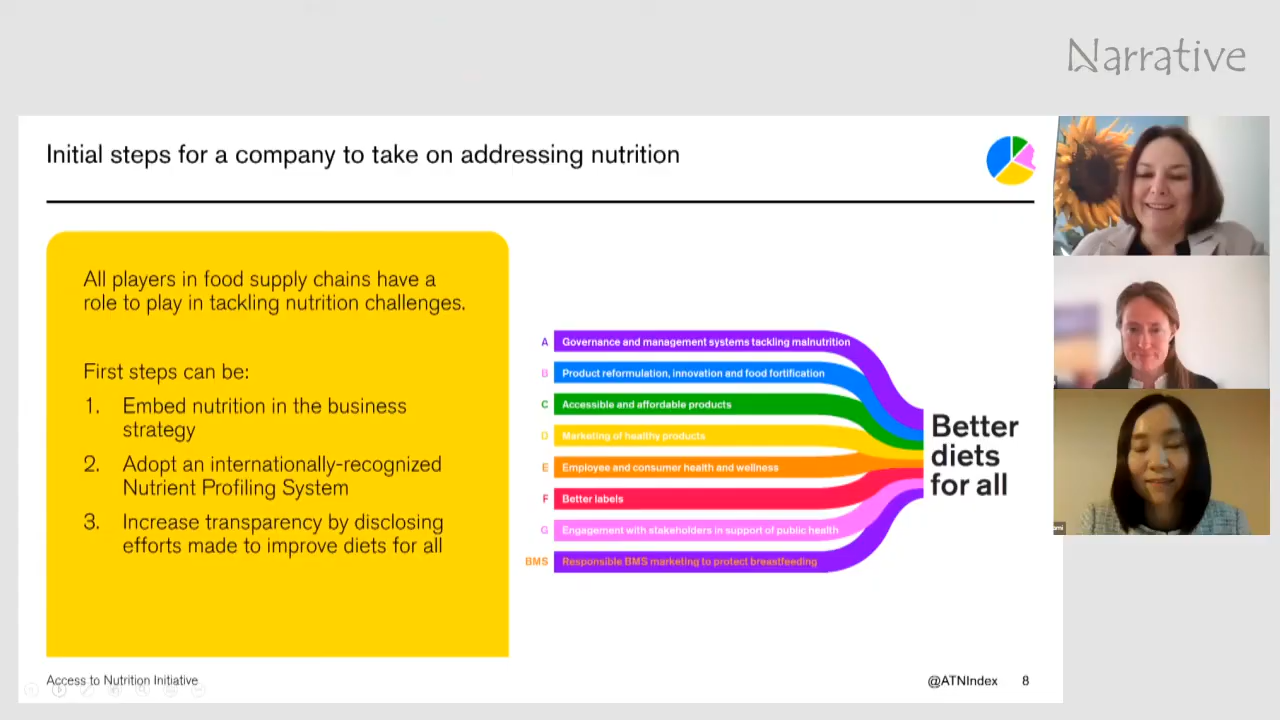 Narrative
Initial steps for a company to take on addressing nutrition
All players in food supply chains have a
role to play in tackling nutrition challenges.
First steps can be:
1. Embed nutrition in the business
strategy
2. Adopt an internationally-recognized
Nutrient Profiling System
3. Increase transparency by disclosing
efforts made to improve diets for all
A Governance and management systems tackling malnutrition
B Product reformulation, innovation and food fortification
C Accessible and affordable products
D Marketing of healthy products
E Employee and consumer health and wellness
F Better labels
G Engagement with stakeholders in support of public health
BMS Responsible BMS marketing to protect breastfeeding
Better
diets
for all
Access to Nutrition Initiative
@ATNIndex 8